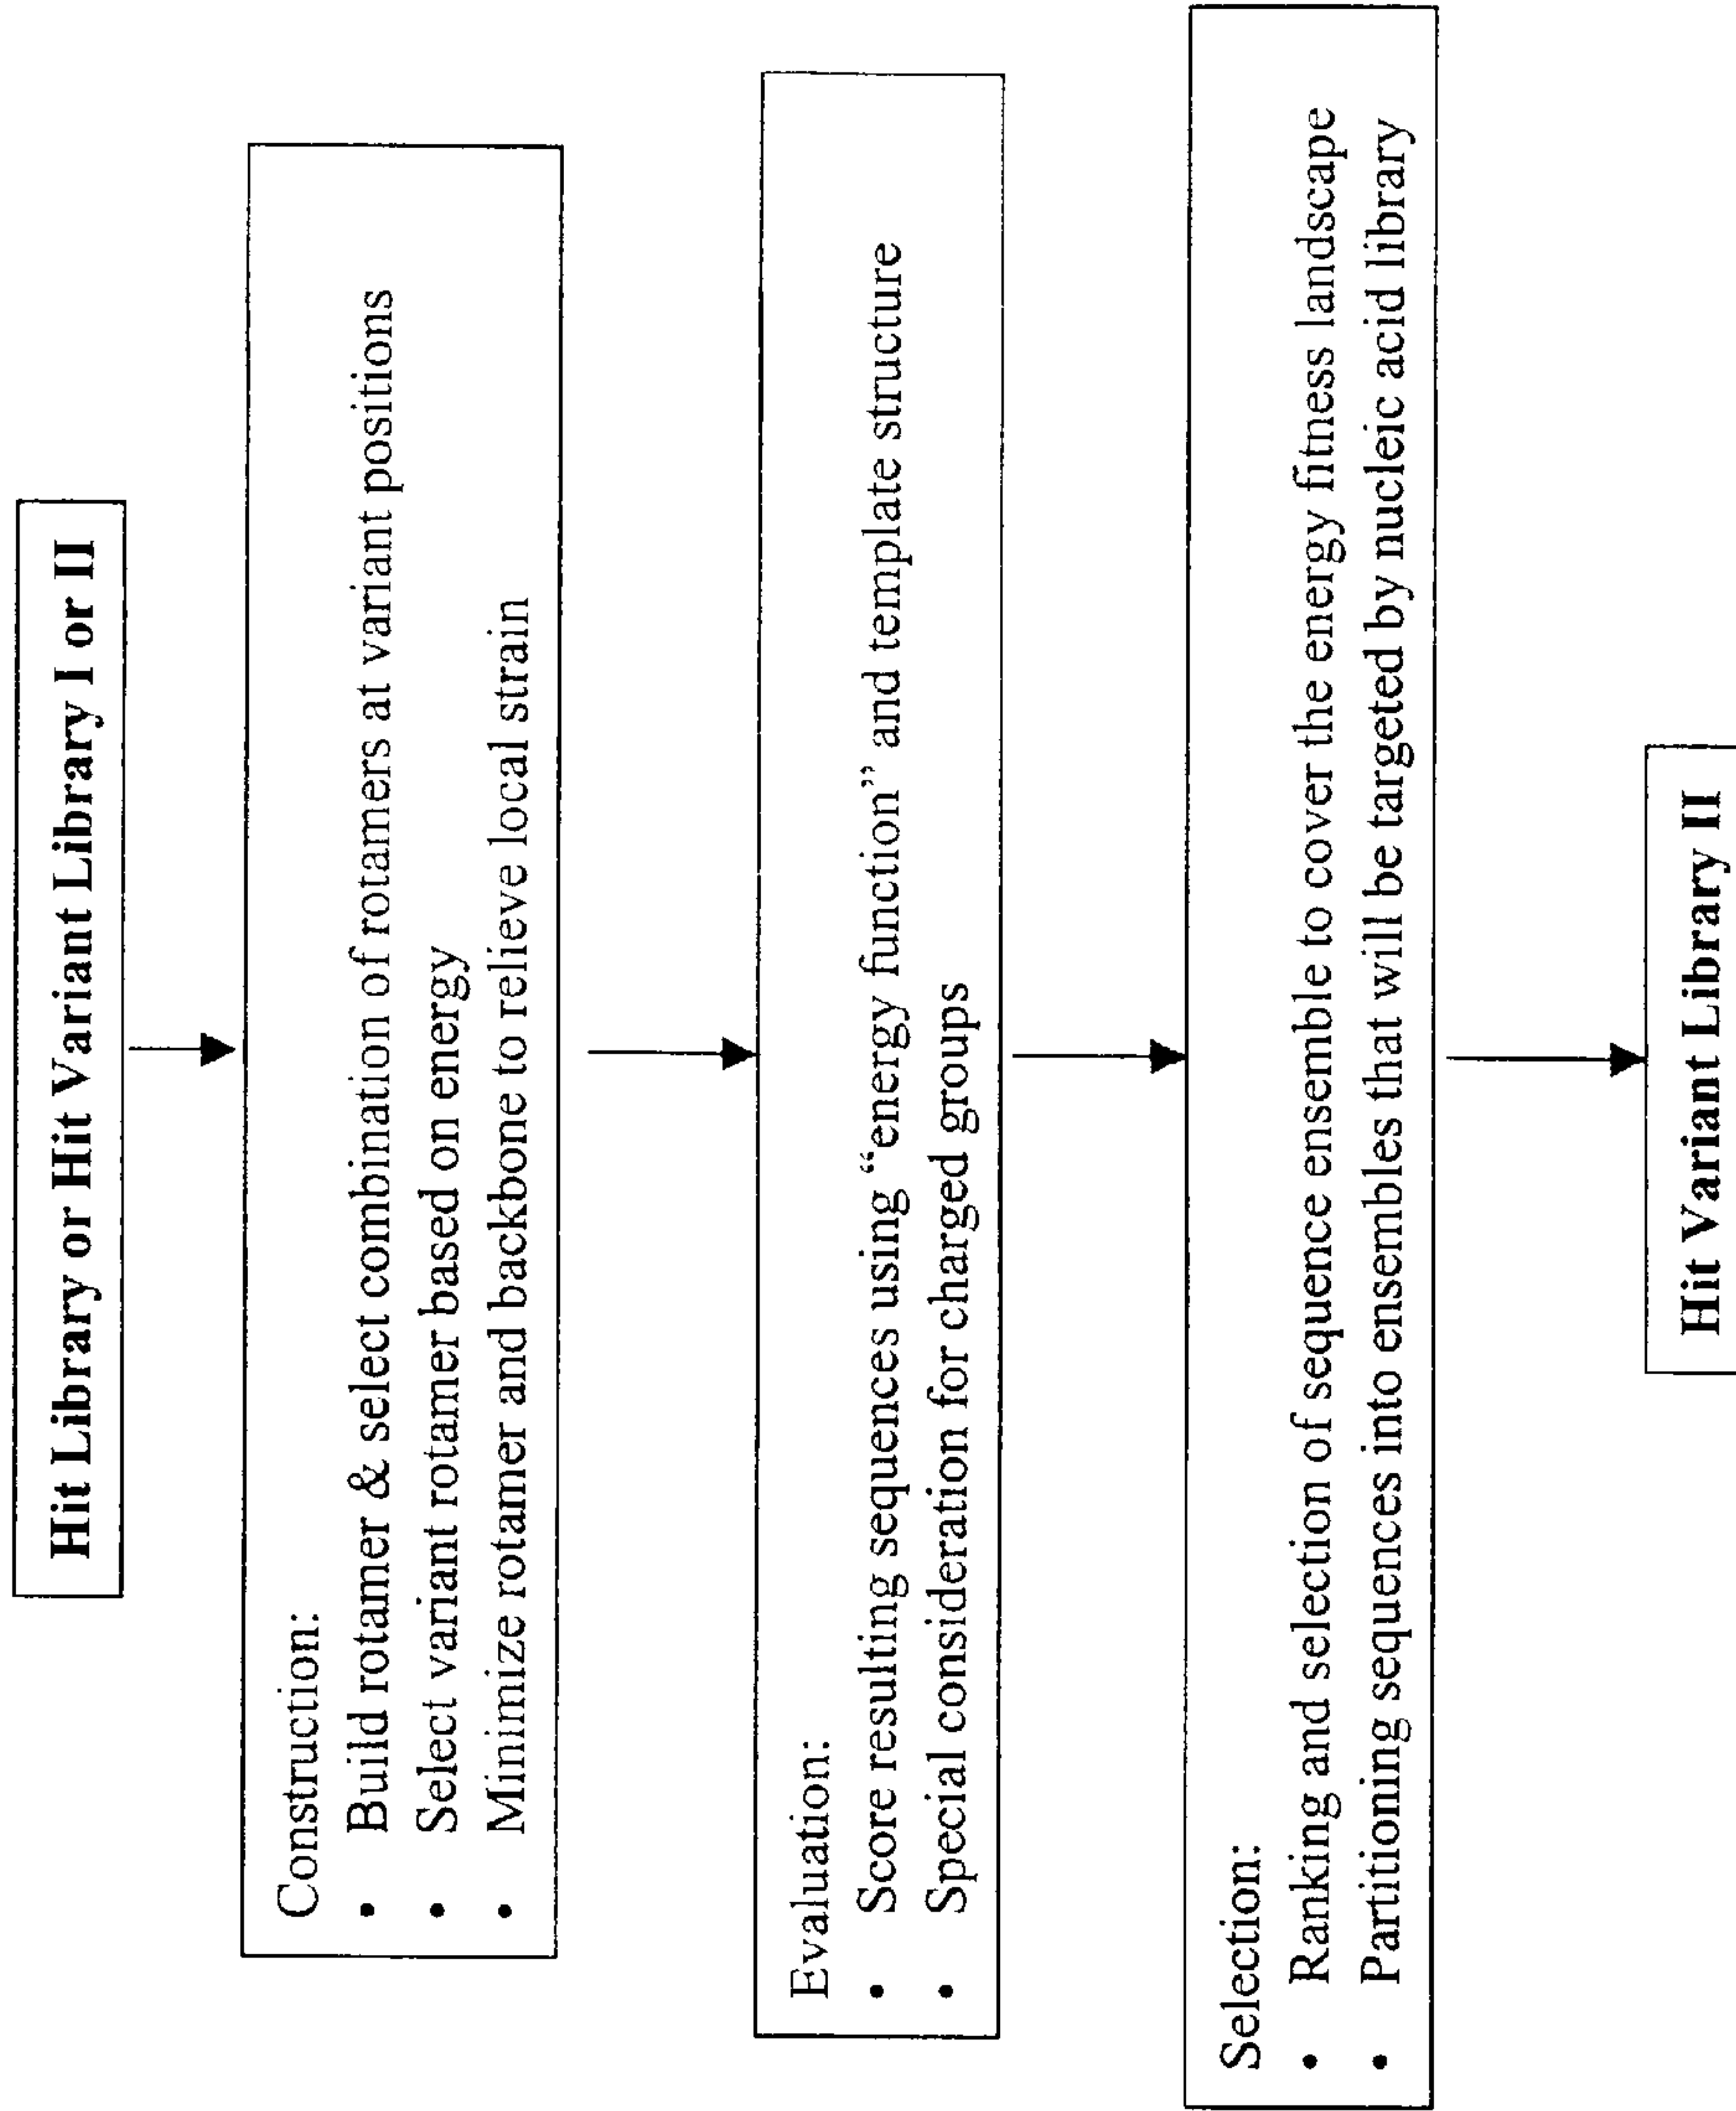 Hit Library or Hit Variant Library I or II
Construction:
• Build rotamer & select combination of rotamers at variant positions
• Select variant rotamer based on energy
• Minimize rotamer and backbone to relieve local strain
Evaluation:
• Score resulting sequences using “energy function” and template structure
• Special consideration for charged groups
Selection:
• Ranking and selection of sequence ensemble to cover the energy fitness landscape
• Partitioning sequences into ensembles that will be targeted by nucleic acid library
Hit Variant Library II